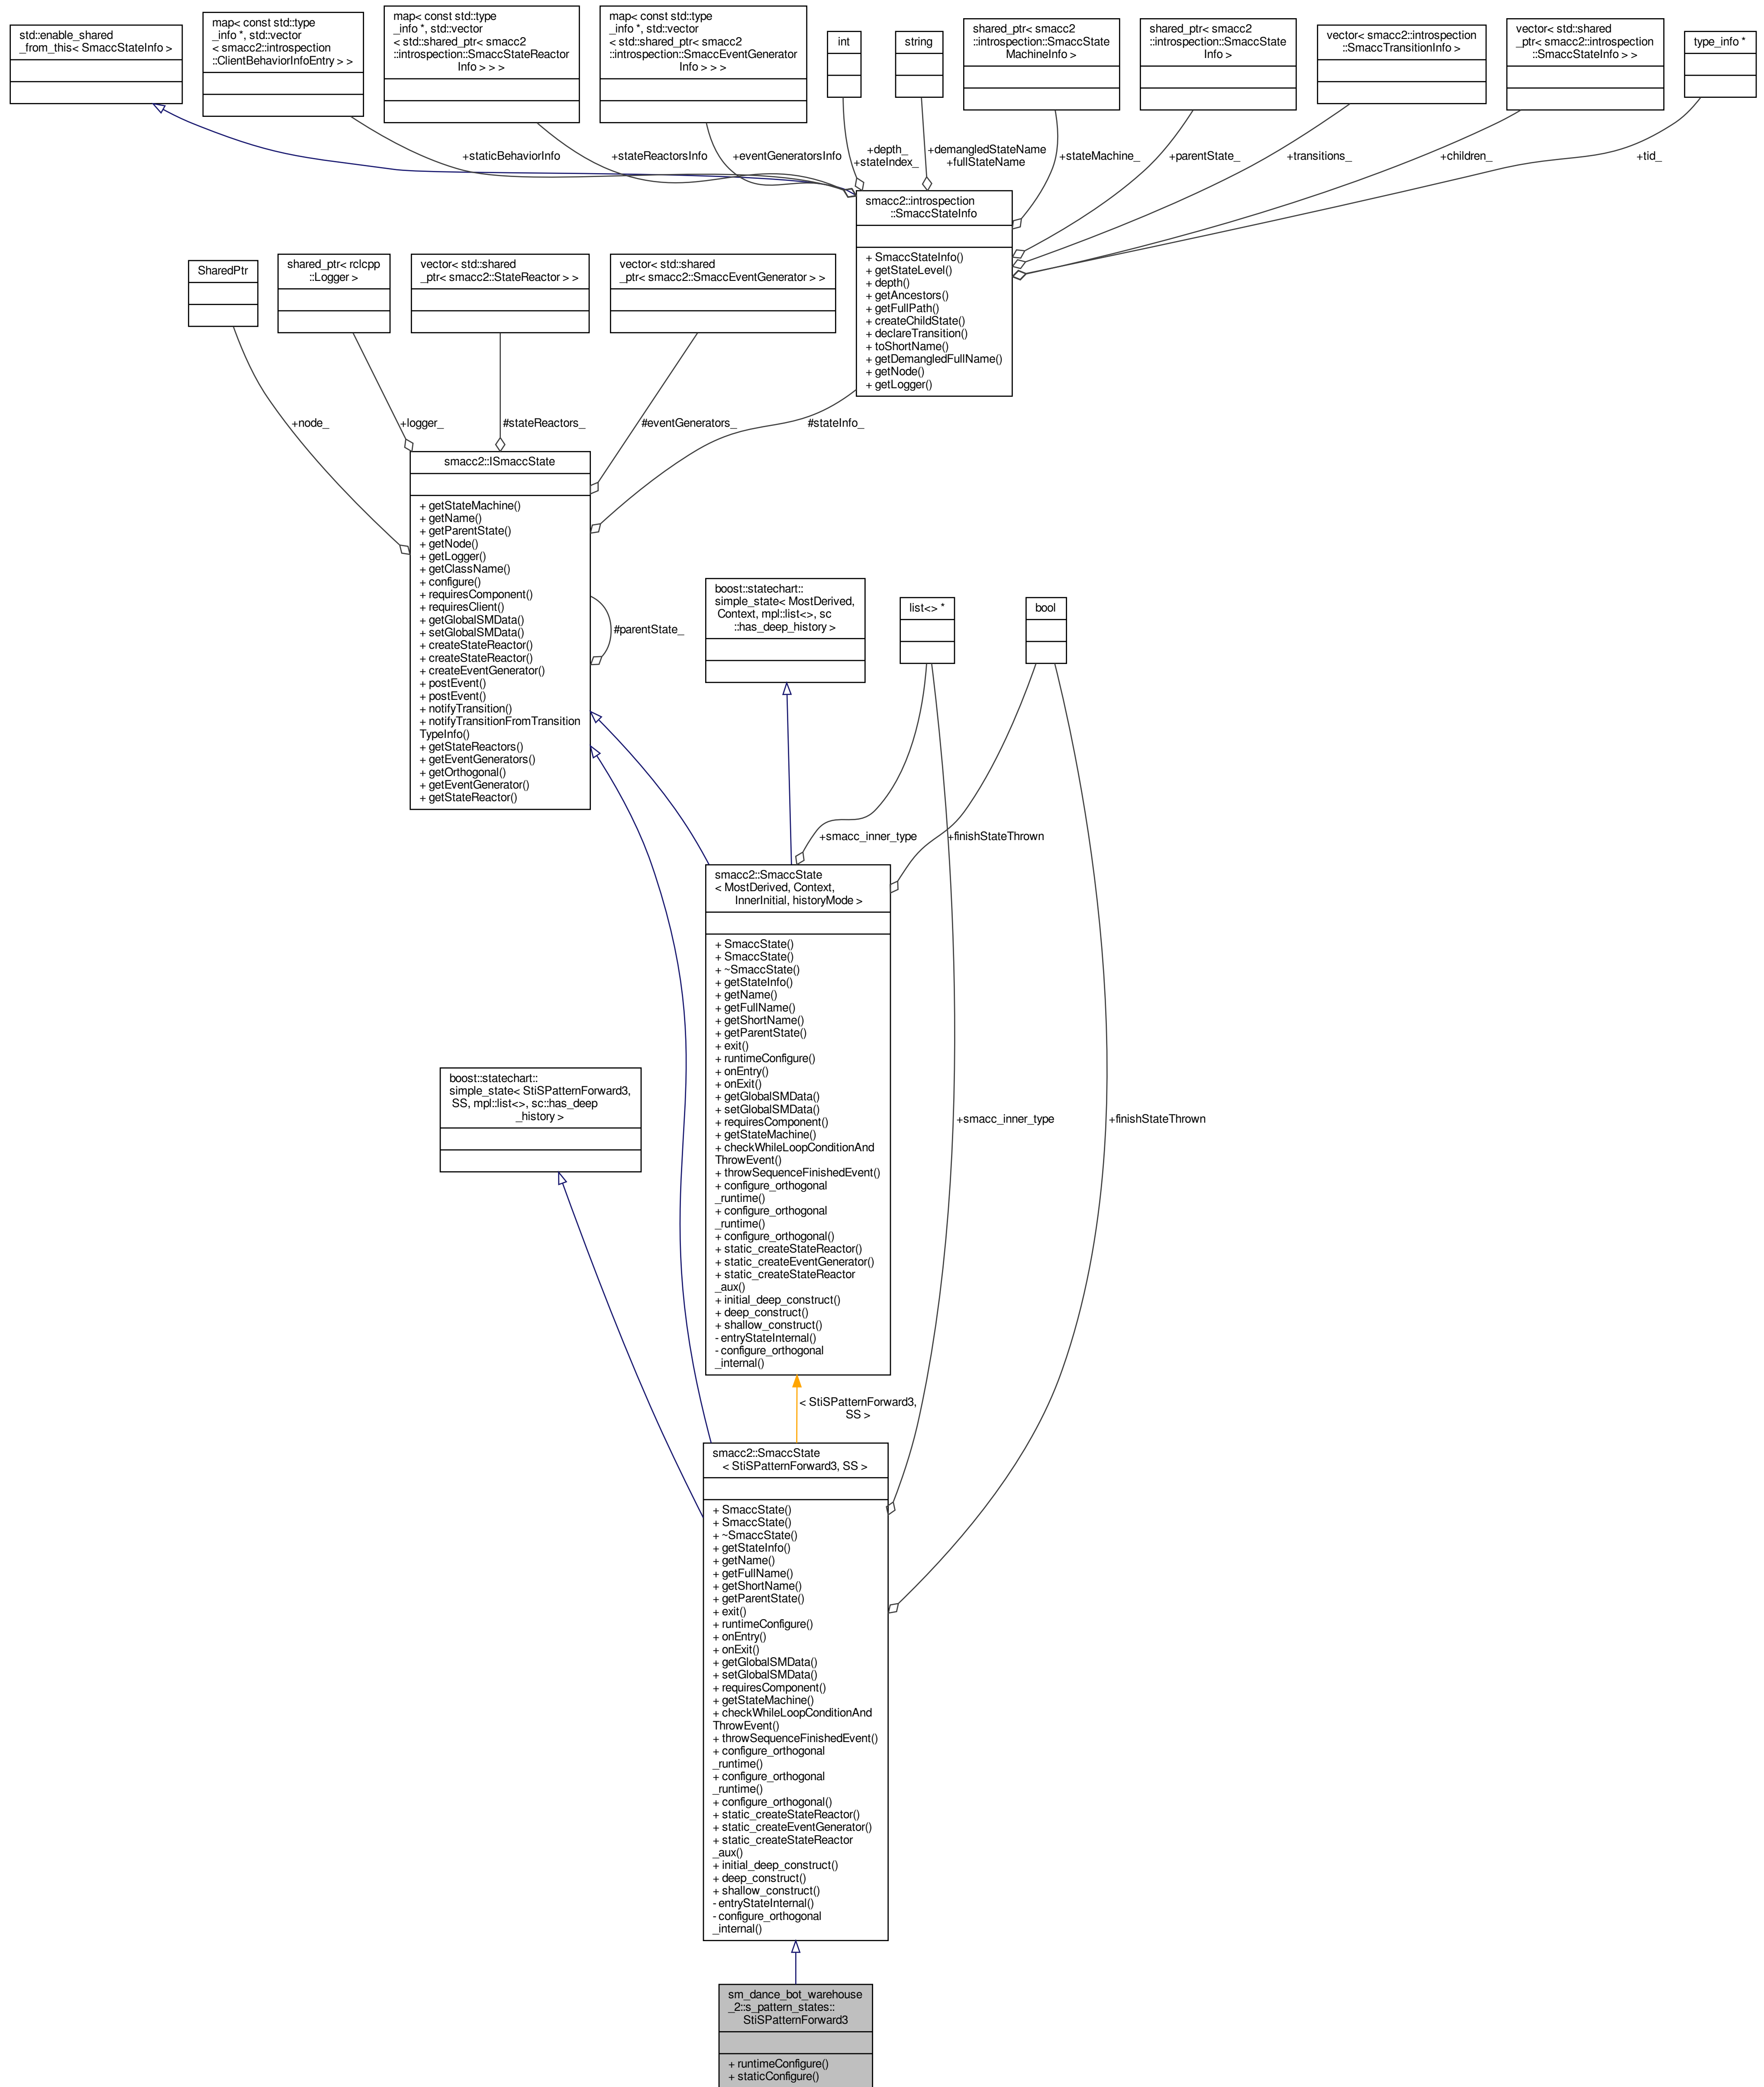 std::enable_shared
_from_this< SmaccStateInfo >
map< const std::type
_info *, std::vector
< smacc2::introspection
::ClientBehaviorInfoEntry > >
map< const std::type
_info *, std::vector
< std::shared_ptr< smacc2
::introspection::SmaccStateReactor
Info > > >
map< const std::type
_info *, std::vector
< std::shared_ptr< smacc2
::introspection::SmaccEventGenerator
Info > > >
int
string
shared_ptr< smacc2
::introspection::SmaccState
MachineInfo >
shared_ptr< smacc2
::introspection::SmaccState
Info >
vector< smacc2::introspection
::SmaccTransitionInfo >
vector< std::shared
_ptr< smacc2::introspection
::SmaccStateInfo > >
type_info *
+staticBehaviorInfo
+stateReactorsInfo
+eventGeneratorsInfo
+depth_
+stateIndex_
+demangledStateName
+fullStateName
+stateMachine_
+parentState_
+transitions_
+children_
+tid_
smacc2::introspection
::SmaccStateInfo
+ SmaccStateInfo()
+ getStateLevel()
+ depth()
+ getAncestors()
+ getFullPath()
+ createChildState()
+ declareTransition()
+ toShortName()
+ getDemangledFullName()
+ getNode()
+ getLogger()
SharedPtr
shared_ptr< rclcpp
::Logger >
vector< std::shared
_ptr< smacc2::StateReactor > >
vector< std::shared
_ptr< smacc2::SmaccEventGenerator > >
+node_
+logger_
#stateReactors_
#eventGenerators_
#stateInfo_
smacc2::ISmaccState
+ getStateMachine()
+ getName()
+ getParentState()
+ getNode()
+ getLogger()
+ getClassName()
+ configure()
+ requiresComponent()
+ requiresClient()
+ getGlobalSMData()
+ setGlobalSMData()
+ createStateReactor()
+ createStateReactor()
+ createEventGenerator()
+ postEvent()
+ postEvent()
+ notifyTransition()
+ notifyTransitionFromTransition
TypeInfo()
+ getStateReactors()
+ getEventGenerators()
+ getOrthogonal()
+ getEventGenerator()
+ getStateReactor()
#parentState_
boost::statechart::
simple_state< MostDerived,
Context, mpl::list<>, sc
::has_deep_history >
list<> *
bool
+smacc_inner_type
+finishStateThrown
smacc2::SmaccState
< MostDerived, Context,
InnerInitial, historyMode >
+ SmaccState()
+ SmaccState()
+ ~SmaccState()
+ getStateInfo()
+ getName()
+ getFullName()
+ getShortName()
+ getParentState()
+ exit()
+ runtimeConfigure()
+ onEntry()
+ onExit()
+ getGlobalSMData()
+ setGlobalSMData()
+ requiresComponent()
+ getStateMachine()
+ checkWhileLoopConditionAnd
ThrowEvent()
+ throwSequenceFinishedEvent()
+ configure_orthogonal
_runtime()
+ configure_orthogonal
_runtime()
+ configure_orthogonal()
+ static_createStateReactor()
+ static_createEventGenerator()
+ static_createStateReactor
_aux()
+ initial_deep_construct()
+ deep_construct()
+ shallow_construct()
- entryStateInternal()
- configure_orthogonal
_internal()
boost::statechart::
simple_state< StiSPatternForward3,
SS, mpl::list<>, sc::has_deep
_history >
+smacc_inner_type
+finishStateThrown
< StiSPatternForward3,
SS >
smacc2::SmaccState
< StiSPatternForward3, SS >
+ SmaccState()
+ SmaccState()
+ ~SmaccState()
+ getStateInfo()
+ getName()
+ getFullName()
+ getShortName()
+ getParentState()
+ exit()
+ runtimeConfigure()
+ onEntry()
+ onExit()
+ getGlobalSMData()
+ setGlobalSMData()
+ requiresComponent()
+ getStateMachine()
+ checkWhileLoopConditionAnd
ThrowEvent()
+ throwSequenceFinishedEvent()
+ configure_orthogonal
_runtime()
+ configure_orthogonal
_runtime()
+ configure_orthogonal()
+ static_createStateReactor()
+ static_createEventGenerator()
+ static_createStateReactor
_aux()
+ initial_deep_construct()
+ deep_construct()
+ shallow_construct()
- entryStateInternal()
- configure_orthogonal
_internal()
sm_dance_bot_warehouse
_2::s_pattern_states::
StiSPatternForward3
+ runtimeConfigure()
+ staticConfigure()